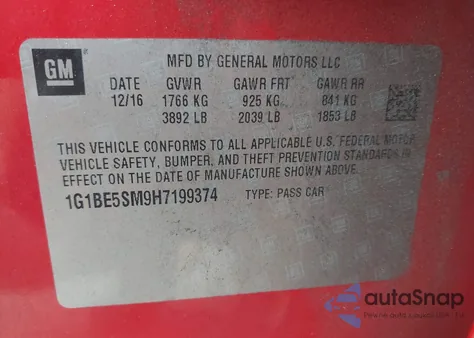 GM
MFD BY GENERAL MOTORS LLC
DATE GVWR GAWR FRT GAWR RR
12/16 1766 KG 925 KG 841 KG
3892 LB 2039 LB 1853 LB
THIS VEHICLE CONFORMS TO ALL APPLICABLE U.S. FEDERAL MOTOR
VEHICLE SAFETY, BUMPER, AND THEFT PREVENTION STANDARDS IN
EFFECT ON THE DATE OF MANUFACTURE SHOWN ABOVE.
1G1BE5SM9H7199374 TYPE: PASS CAR
autoSnap